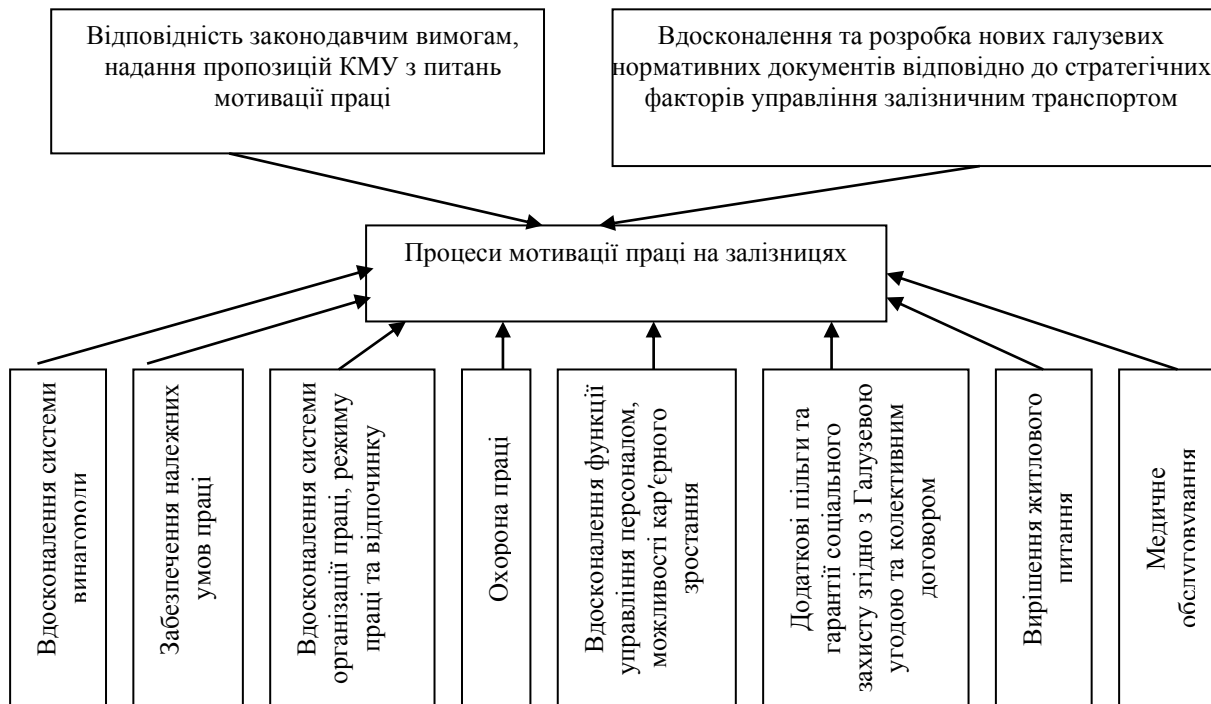 Відповідність законодавчим вимогам,
надання пропозицій КМУ з питань
мотивації праці
Вдосконалення та розробка нових галузевих
нормативних документів відповідно до стратегічних
факторів управління залізничним транспортом
Процеси мотивації праці на залізницях
Вдосконалення системи
винагороди
Забезпечення належних
умов праці
Вдосконалення системи
організації праці, режиму
праці та відпочинку
Охорона праці
Вдосконалення функції
управління персоналом,
можливості кар'єрного
зростання
Додаткові пільги та
гарантії соціального
захисту згідно з Галузевою
угодою та колективним
договором
Вирішення житлового
питання
Медичне
обслуговування